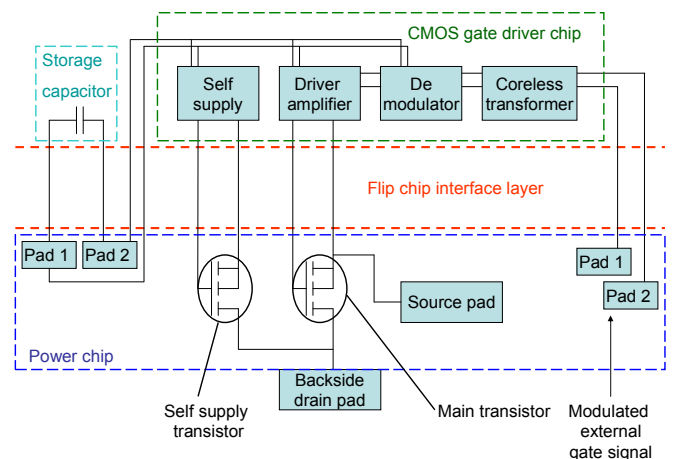 CMOS gate driver chip
Storage
capacitor
Self
supply
Driver
amplifier
De
modulator
Coreless
transformer
Flip chip interface layer
Pad 1
Pad 2
Pad 1
Pad 2
Source pad
Power chip
Backside
drain pad
Self supply
transistor
Main transistor
Modulated
external
gate signal